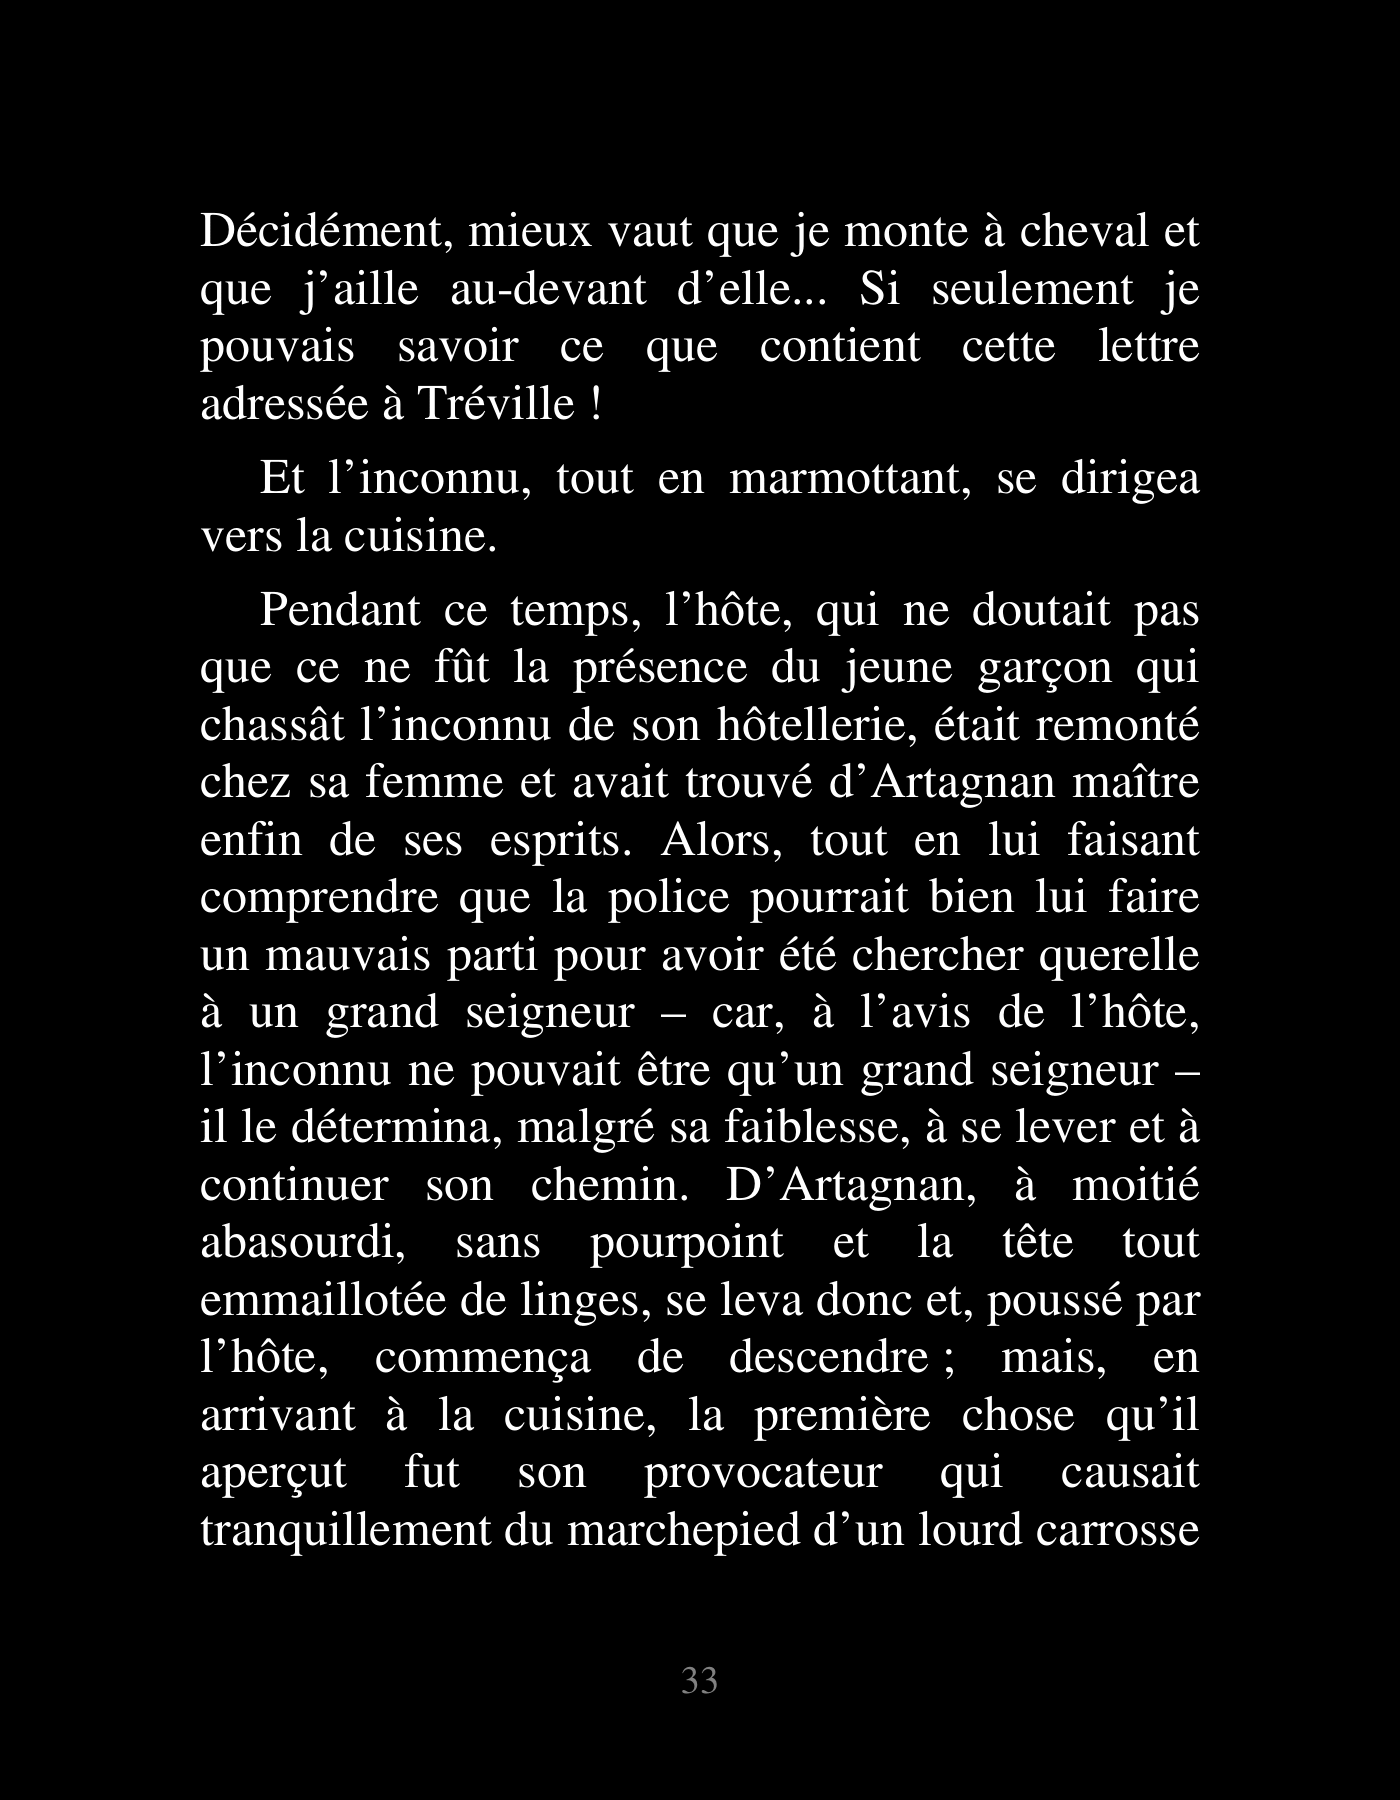 Décidément, mieux vaut que je monte à cheval et
que j’aille au-devant d’elle... Si seulement je
pouvais savoir ce que contient cette lettre
adressée à Tréville !
Et l’inconnu, tout en marmottant, se dirigea
vers la cuisine.
Pendant ce temps, l’hôte, qui ne doutait pas
que ce ne fût la présence du jeune garçon qui
chassât l’inconnu de son hôtellerie, était remonté
chez sa femme et avait trouvé d’Artagnan maître
enfin de ses esprits. Alors, tout en lui faisant
comprendre que la police pourrait bien lui faire
un mauvais parti pour avoir été chercher querelle
à un grand seigneur – car, à l’avis de l’hôte,
l’inconnu ne pouvait être qu’un grand seigneur –
il le détermina, malgré sa faiblesse, à se lever et à
continuer son chemin. D’Artagnan, à moitié
abasourdi, sans pourpoint et la tête tout
emmaillotée de linges, se leva donc et, poussé par
l’hôte, commença de descendre ; mais, en
arrivant à la cuisine, la première chose qu’il
aperçut fut son provocateur qui causait
tranquillement du marchepied d’un lourd carrosse
33